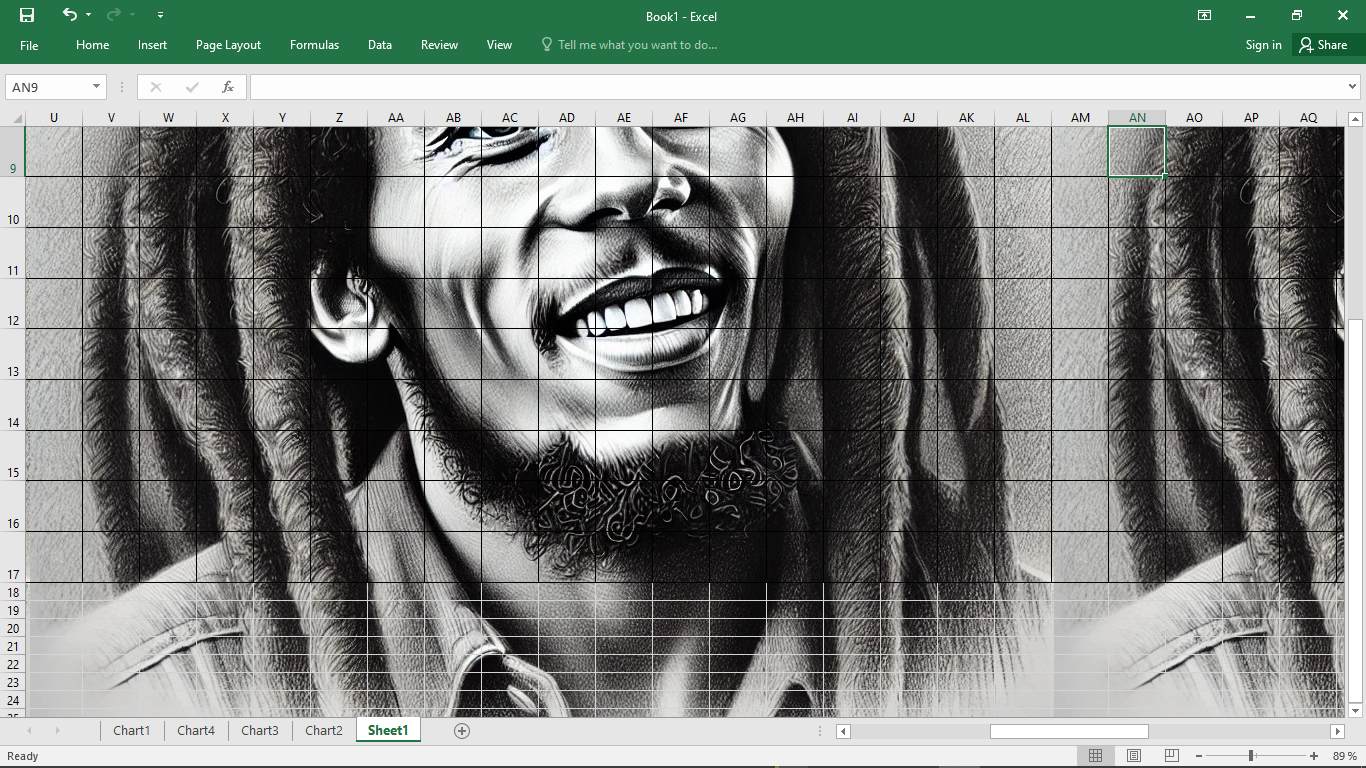 Book1 - Excel
File Home Insert Page Layout Formulas Data Review View Tell me what you want to do... Sign in Share
AN9 fx
U V W X Y Z AA AB AC AD AE AF AG AH AI AJ AK AL AM AN AO AP AQ
9
10
11
12
13
14
15
16
17
18
19
20
21
22
23
24
25
Chart1 Chart4 Chart3 Chart2 Sheet1
Ready 89 %